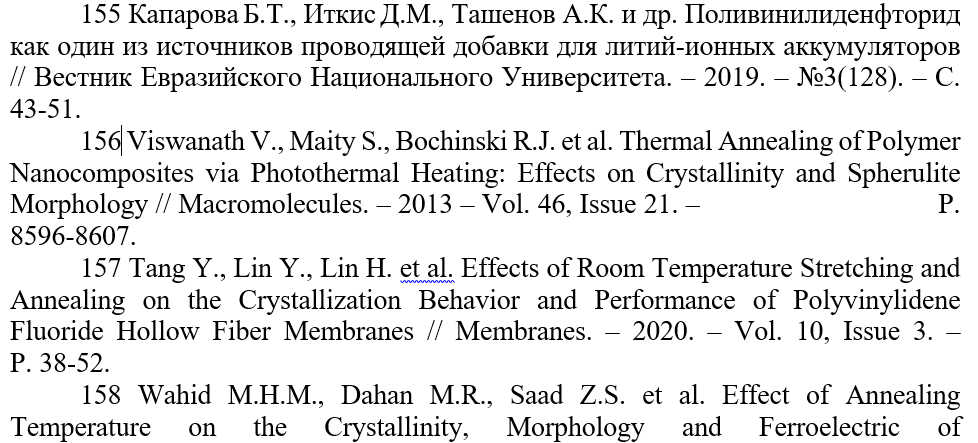 155 Капарова Б.Т., Иткис Д.М., Ташенов А.К. и др. Поливинилиденфторид
как один из источников проводящей добавки для литий-ионных аккумуляторов
// Вестник Евразийского Национального Университета. – 2019. – №3(128). – С.
43-51.
156 Viswanath V., Maity S., Bochinski R.J. et al. Thermal Annealing of Polymer
Nanocomposites via Photothermal Heating: Effects on Crystallinity and Spherulite
Morphology // Macromolecules. – 2013 – Vol. 46, Issue 21. – P.
8596-8607.
157 Tang Y., Lin Y., Lin H. et al. Effects of Room Temperature Stretching and
Annealing on the Crystallization Behavior and Performance of Polyvinylidene
Fluoride Hollow Fiber Membranes // Membranes. – 2020. – Vol. 10, Issue 3. –
P. 38-52.
158 Wahid M.H.M., Dahan M.R., Saad Z.S. et al. Effect of Annealing
Temperature on the Crystallinity, Morphology and Ferroelectric of